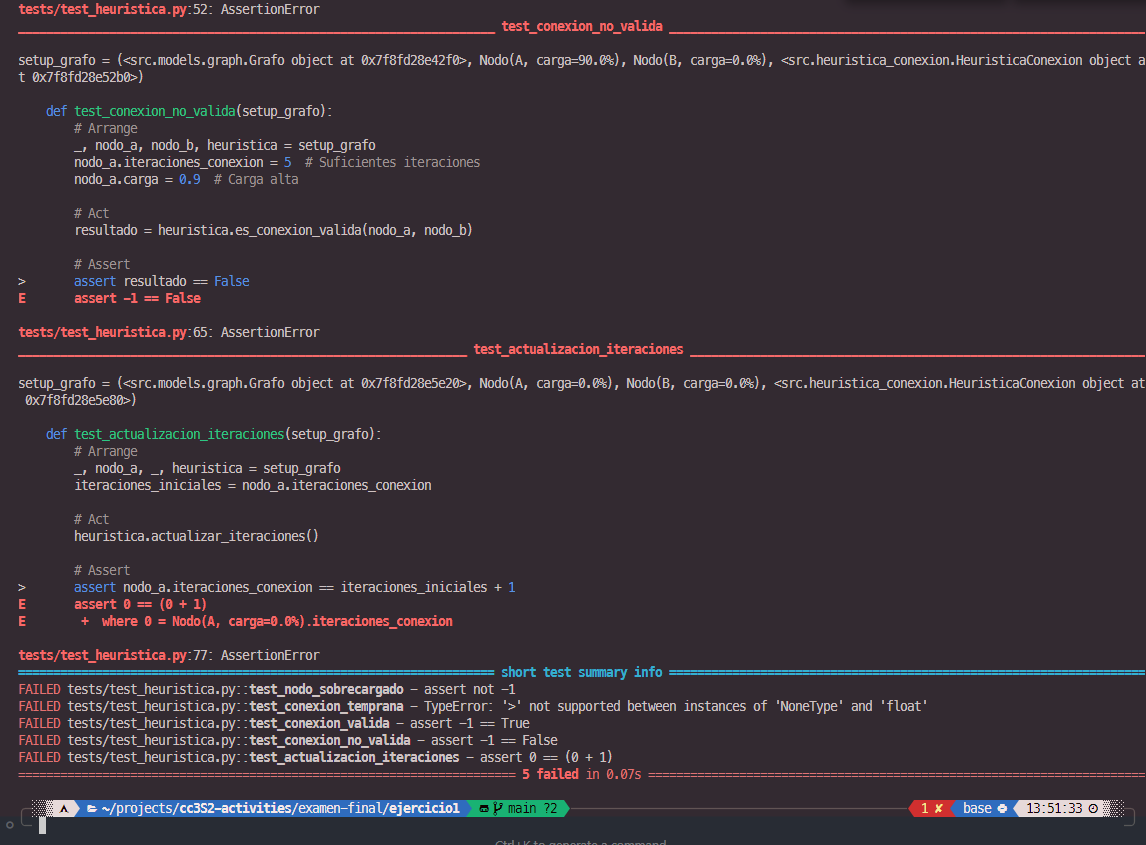 tests/test_heuristica.py:52: AssertionError
test_conexion_no_valida
setup_grafo = (<src.models.graph.Grafo object at 0x7f8fd28e42f0>, Nodo(A, carga=90.0%), Nodo(B, carga=0.0%), <src.heuristica_conexion.HeuristicaConexion object a
t 0x7f8fd28e52b0>)
def test_conexion_no_valida(setup_grafo):
# Arrange
_, nodo_a, nodo_b, heuristica = setup_grafo
nodo_a.iteraciones_conexion = 5  # Suficientes iteraciones
nodo_a.carga = 0.9  # Carga alta
# Act
resultado = heuristica.es_conexion_valida(nodo_a, nodo_b)
# Assert
> assert resultado == False
E assert -1 == False
tests/test_heuristica.py:65: AssertionError
test_actualizacion_iteraciones
setup_grafo = (<src.models.graph.Grafo object at 0x7f8fd28e5e20>, Nodo(A, carga=0.0%), Nodo(B, carga=0.0%), <src.heuristica_conexion.HeuristicaConexion object at
0x7f8fd28e5e80>)
def test_actualizacion_iteraciones(setup_grafo):
# Arrange
_, nodo_a, _, heuristica = setup_grafo
iteraciones_iniciales = nodo_a.iteraciones_conexion
# Act
heuristica.actualizar_iteraciones()
# Assert
> assert nodo_a.iteraciones_conexion == iteraciones_iniciales + 1
E assert 0 == (0 + 1)
E + where 0 = Nodo(A, carga=0.0%).iteraciones_conexion
tests/test_heuristica.py:77: AssertionError
short test summary info
FAILED tests/test_heuristica.py::test_nodo_sobrecargado - assert not -1
FAILED tests/test_heuristica.py::test_conexion_temprana - TypeError: '>' not supported between instances of 'NoneType' and 'float'
FAILED tests/test_heuristica.py::test_conexion_valida - assert -1 == True
FAILED tests/test_heuristica.py::test_conexion_no_valida - assert -1 == False
FAILED tests/test_heuristica.py::test_actualizacion_iteraciones - assert 0 == (0 + 1)
5 failed in 0.07s
~/projects/cc3S2-activities/examen-final/ejercicio1 main ?2 1 ✘ base 13:51:33
Ctrl+K to generate a command